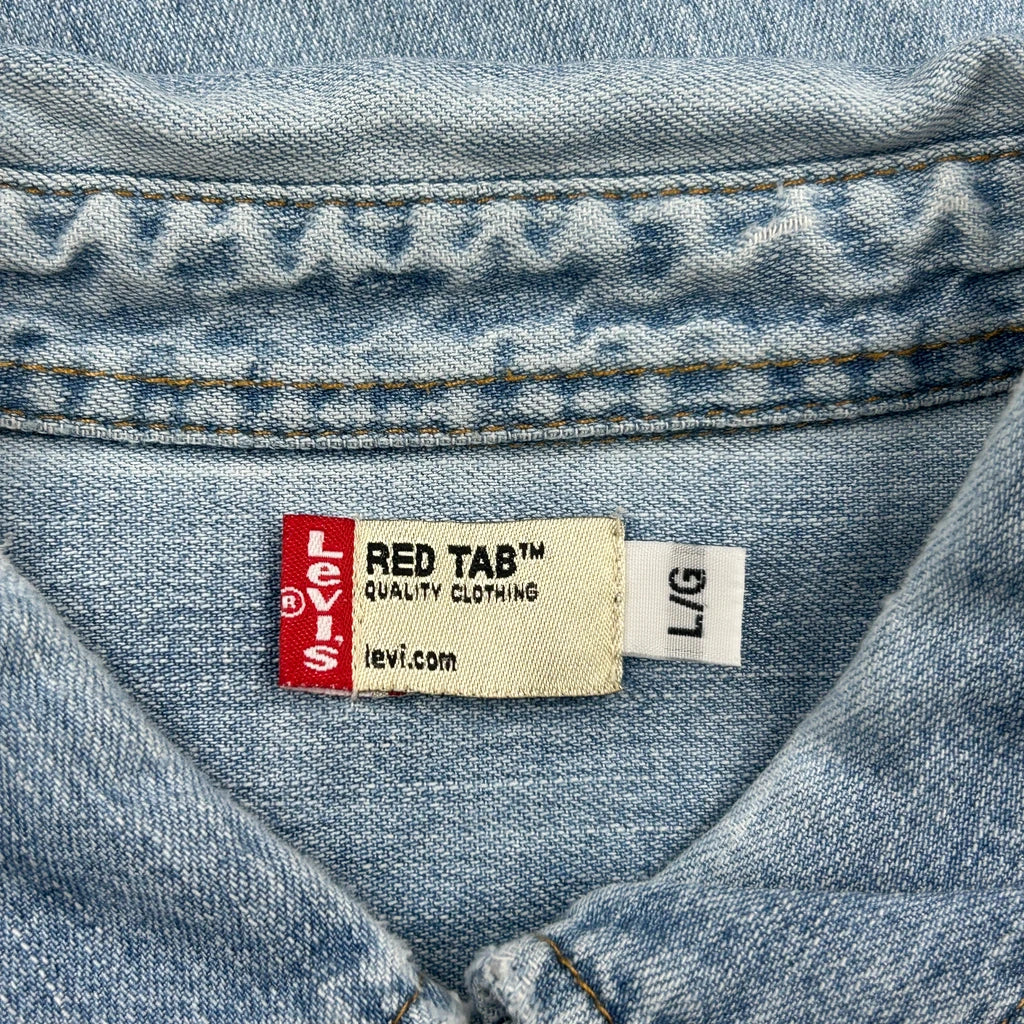 LEVI'S
®
RED TAB™
QUALITY CLOTHING
levi.com
L/G